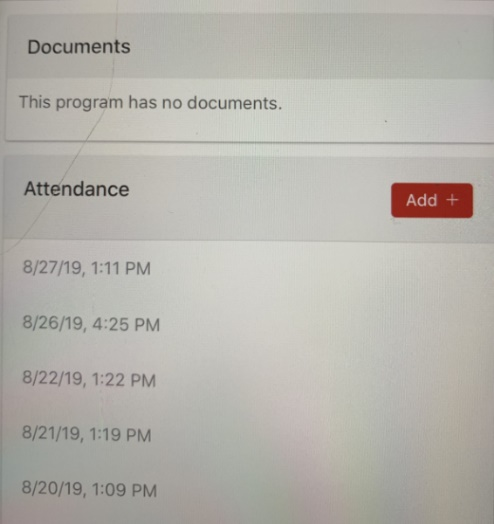 Documents
This program has no documents.
Attendance
Add +
8/27/19, 1:11 PM
8/26/19, 4:25 PM
8/22/19, 1:22 PM
8/21/19, 1:19 PM
8/20/19, 1:09 PM